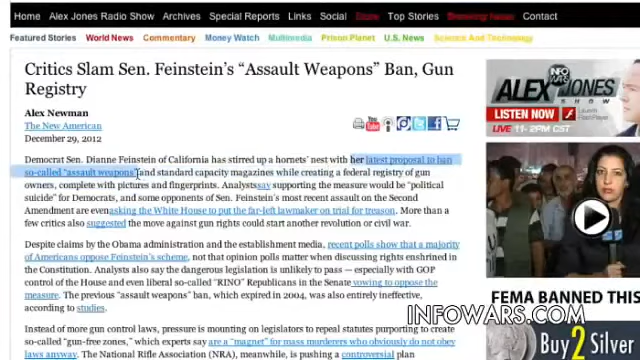 Home Alex Jones Radio Show Archives Special Reports Links Social Store Top Stories Breaking News Contact
Featured Stories World News Commentary Money Watch Multimedia Prison Planet U.S. News Science And Technology
Critics Slam Sen. Feinstein's “Assault Weapons” Ban, Gun
Registry
Alex Newman
The New American
December 29, 2012
Democrat Sen. Dianne Feinstein of California has stirred up a hornets' nest with her latest proposal to ban
so-called “assault weapons” and standard capacity magazines while creating a federal registry of gun
owners, complete with pictures and fingerprints. Analystssay supporting the measure would be “political
suicide” for Democrats, and some opponents of Sen. Feinstein's most recent assault on the Second
Amendment are evenasking the White House to put the far-left lawmaker on trial for treason. More than a
few critics also suggested the move against gun rights could start another revolution or civil war.
Despite claims by the Obama administration and the establishment media, recent polls show that a majority
of Americans oppose Feinstein's scheme, not that opinion polls matter when discussing rights enshrined in
the Constitution. Analysts also say the dangerous legislation is unlikely to pass — especially with GOP
control of the House and even liberal so-called “RINO” Republicans in the Senate vowing to oppose the
measure. The previous “assault weapons” ban, which expired in 2004, was also entirely ineffective,
according to studies.
Instead of more gun control laws, pressure is mounting on legislators to repeal statutes purporting to create
so-called “gun-free zones,” which experts say are a “magnet” for mass murderers who obviously do not obey
laws anyway. The National Rifle Association (NRA), meanwhile, is pushing a controversial plan
You Tube
INFO WARS
ALEX JONES
SHOW
LISTEN NOW
11-2PM CST
FEMA BANNED THIS
INFOWARS.COM
Buy 2 Silver